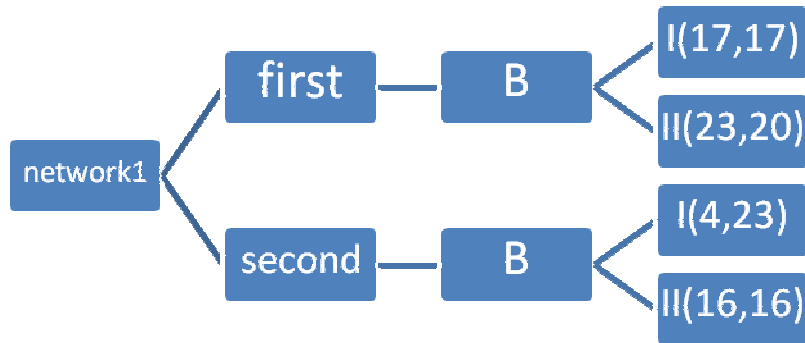 network1
first
B
I(17,17)
II(23,20)
second
B
I(4,23)
II(16,16)